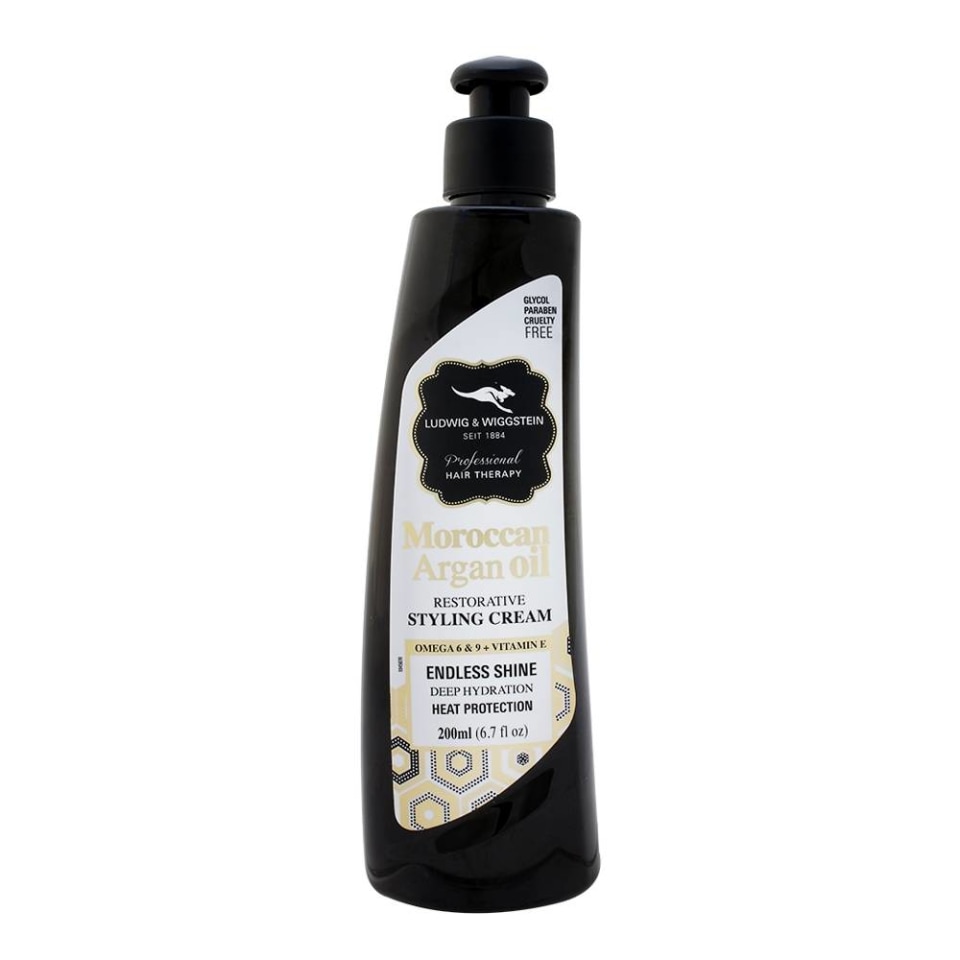 GLYCOL
PARABEN
CRUELTY
FREE
LUDWIG & WIGGSTEIN
SEIT 1884
Professional
HAIR THERAPY
Moroccan
Argan oil
RESTORATIVE
STYLING CREAM
OMEGA 6 & 9 + VITAMIN E
ENDLESS SHINE
DEEP HYDRATION
HEAT PROTECTION
200ml (6.7 fl oz)